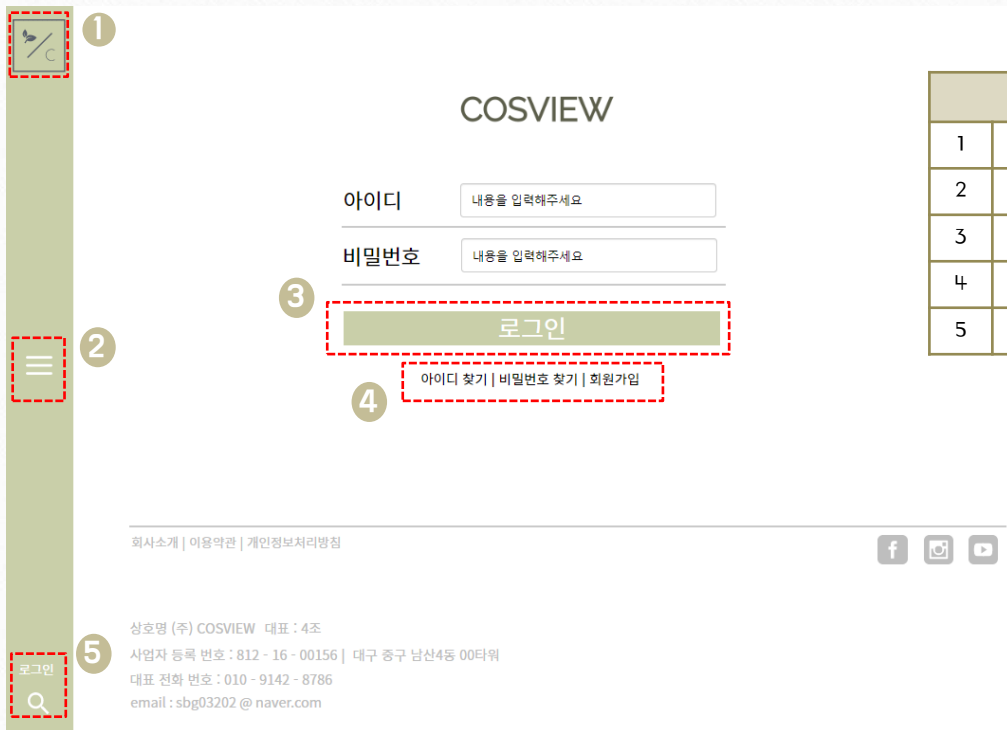 1
C
COSVIEW
아이디
내용을 입력해주세요
비밀번호
내용을 입력해주세요
3
로그인
2
아이디 찾기 | 비밀번호 찾기 | 회원가입
4
1
2
3
4
5
회사소개 | 이용약관 | 개인정보처리방침
f
상호명 (주) COSVIEW 대표 : 4조
5
사업자 등록 번호 : 812 - 16 - 00156 | 대구 중구 남산4동 00타워
로그인
대표 전화 번호 : 010 - 9142 - 8786
email : sbg03202 @ naver.com